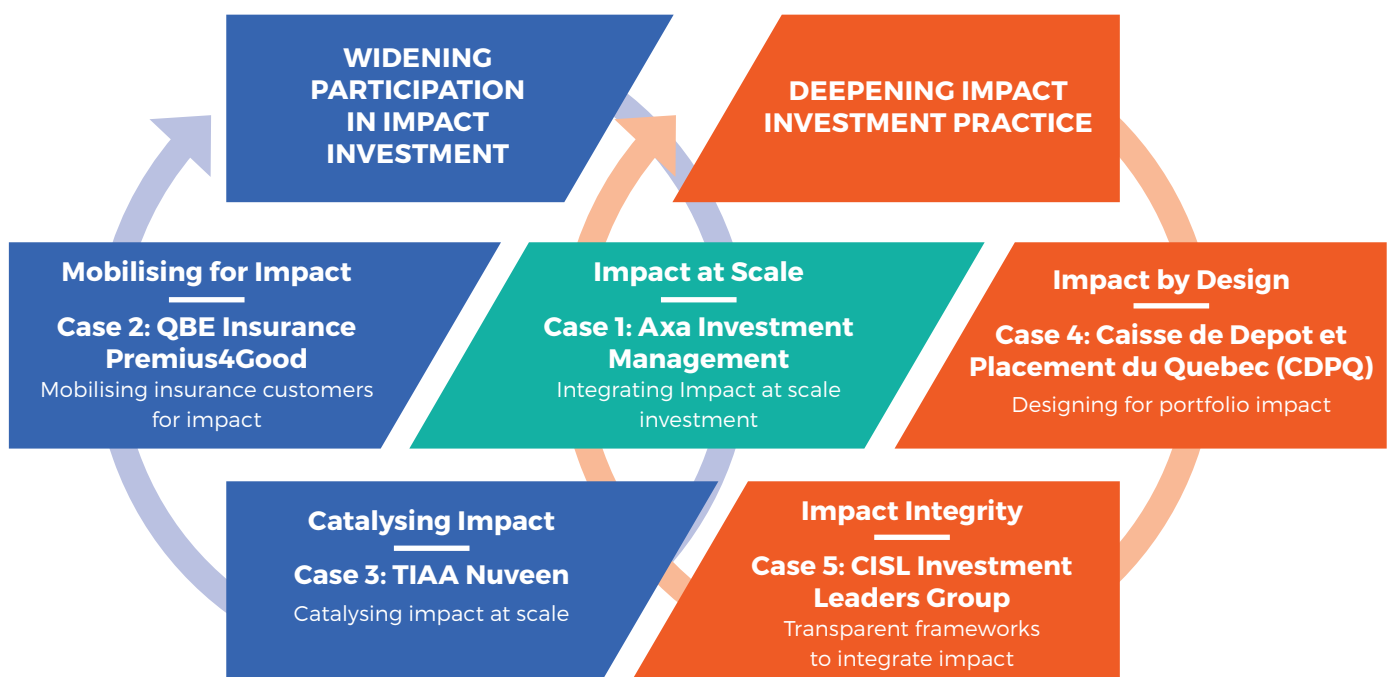 WIDENING
PARTICIPATION
IN IMPACT
INVESTMENT
DEEPENING IMPACT
INVESTMENT PRACTICE
Mobilising for Impact
Case 2: QBE Insurance
Premius4Good
Mobilising insurance customers
for impact
Impact at Scale
Case 1: Axa Investment
Management
Integrating Impact at scale
investment
Impact by Design
Case 4: Caisse de Depot et
Placement du Quebec (CDPQ)
Designing for portfolio impact
Catalysing Impact
Case 3: TIAA Nuveen
Catalysing impact at scale
Impact Integrity
Case 5: CISL Investment
Leaders Group
Transparent frameworks
to integrate impact